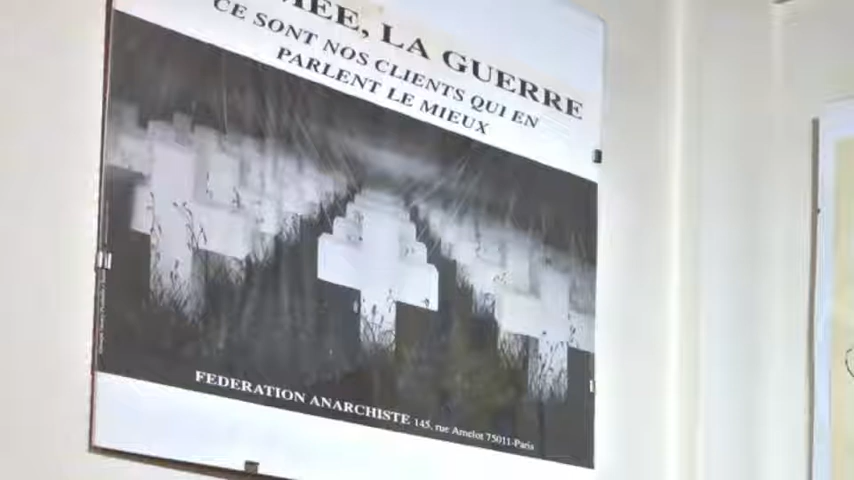 MÉE, LA GUERRE
CE SONT NOS CLIENTS QUI EN
PARLENT LE MIEUX
FEDERATION ANARCHISTE 145, rue Amelot 75011-Paris